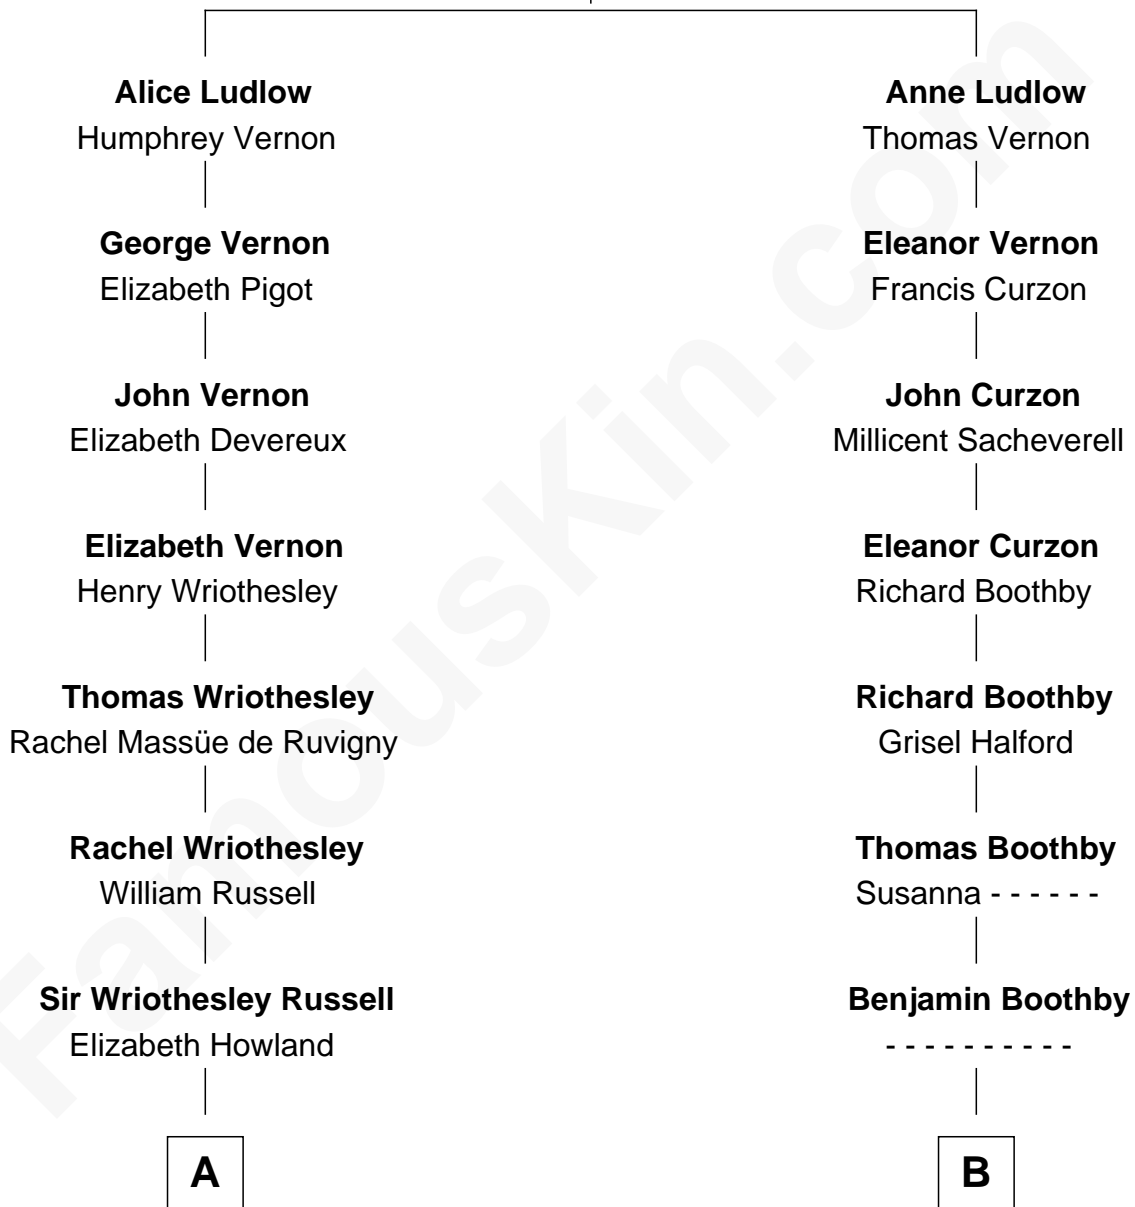 Alice Ludlow
Humphrey Vernon
George Vernon
Elizabeth Pigot
John Vernon
Elizabeth Devereux
Elizabeth Vernon
Henry Wriothesley
Thomas Wriothesley
Rachel Massüe de Ruvigny
Rachel Wriothesley
William Russell
Sir Wriothesley Russell
Elizabeth Howland
A
Anne Ludlow
Thomas Vernon
Eleanor Vernon
Francis Curzon
John Curzon
Millicent Sacheverell
Eleanor Curzon
Richard Boothby
Richard Boothby
Grisel Halford
Thomas Boothby
Susanna - - - - - -
Benjamin Boothby
- - - - - - - - - -
B
FamousKin.com